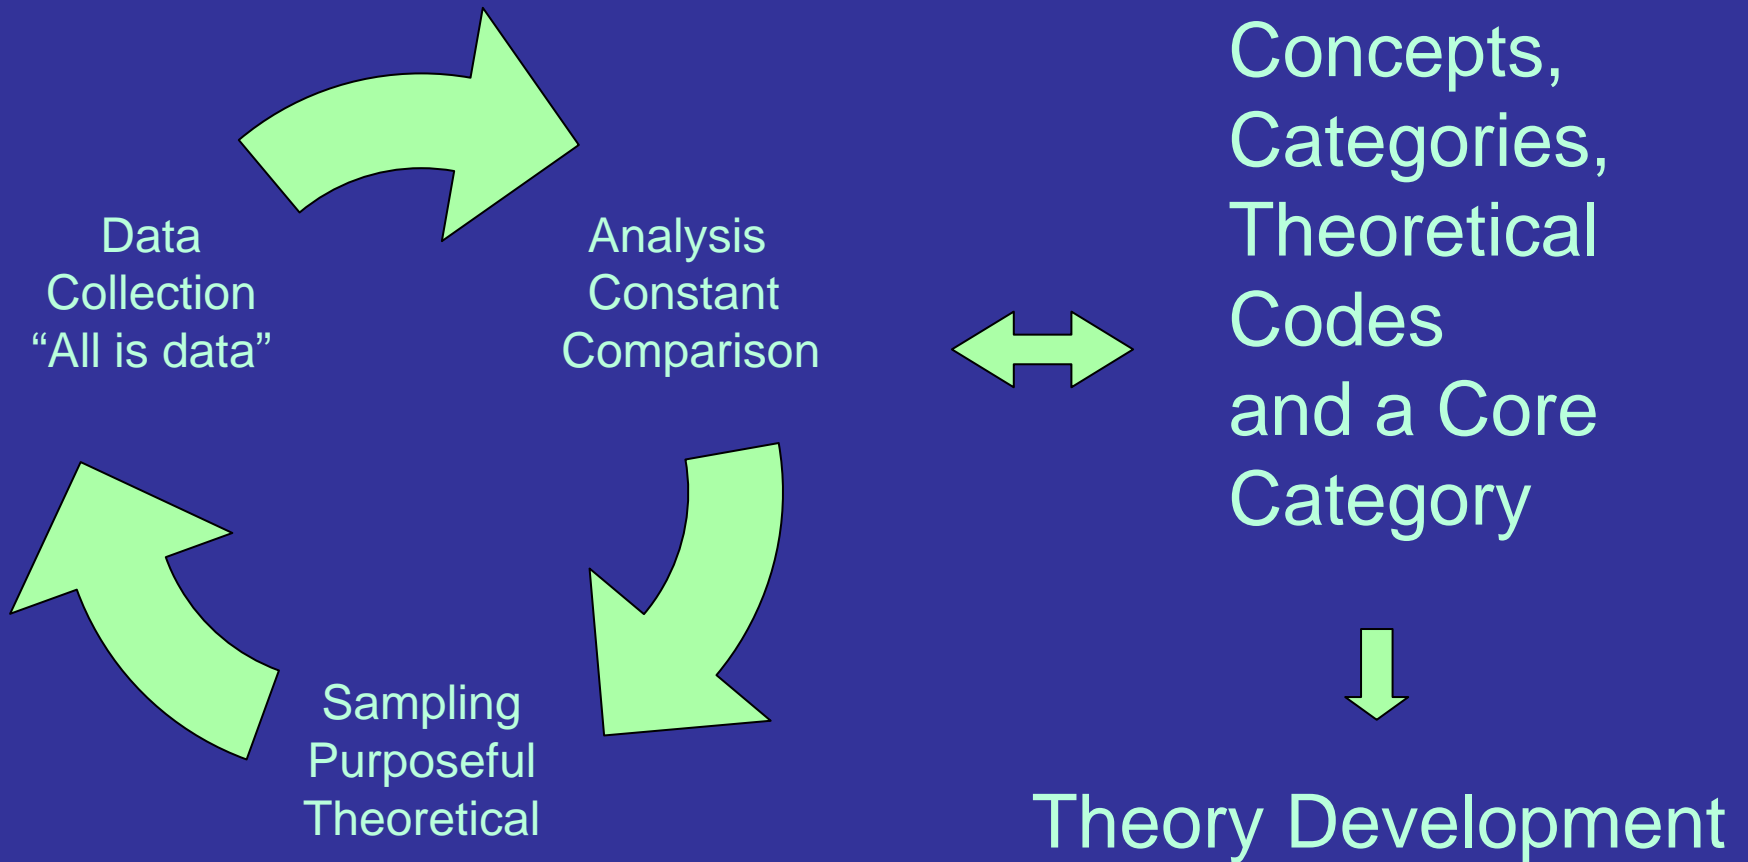 Data
Collection
“All is data”
Analysis
Constant
Comparison
Sampling
Purposeful
Theoretical
Concepts,
Categories,
Theoretical
Codes
and a Core
Category
Theory Development